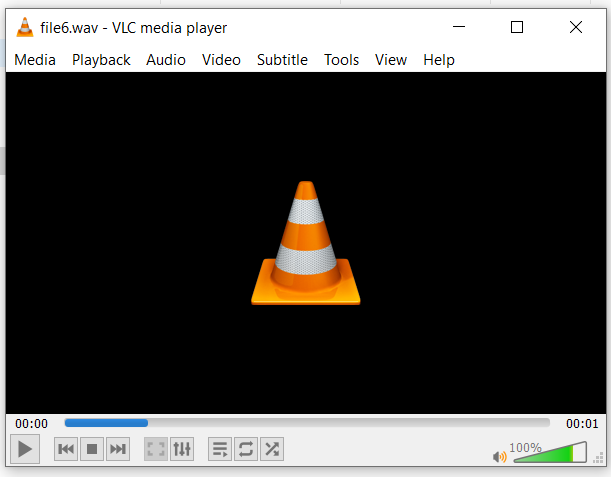 file6.wav - VLC media player
Media Playback Audio Video Subtitle Tools View Help
00:00 00:01
100%